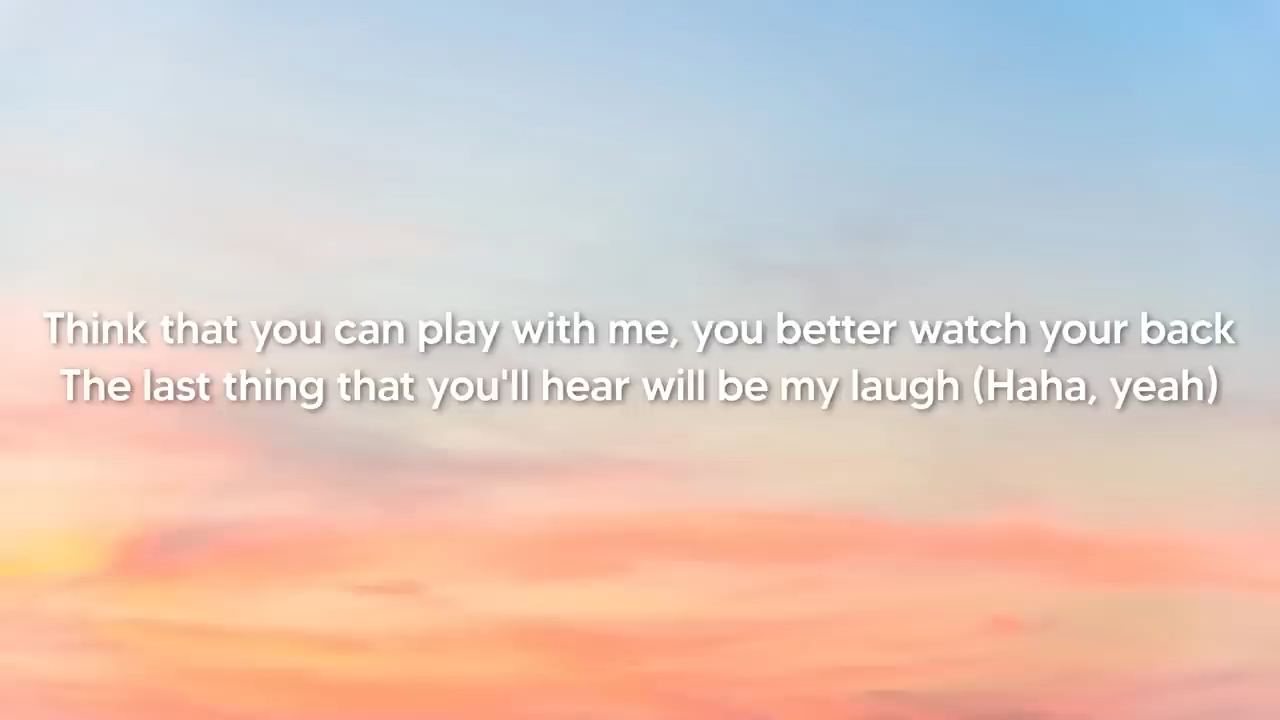 Think that you can play with me, you better watch your back
The last thing that you'll hear will be my laugh (Haha, yeah)